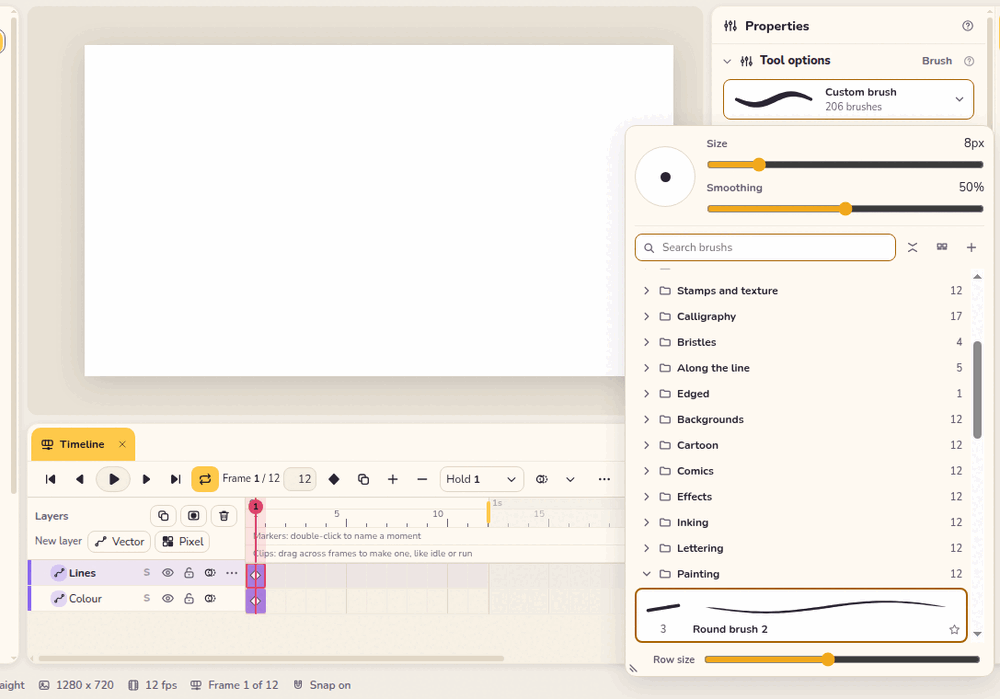 Properties
Tool options
Brush
Custom brush
206 brushes
Size
8px
Smoothing
50%
Search brushs
Stamps and texture 12
Calligraphy 17
Bristles 4
Along the line 5
Edged 1
Backgrounds 12
Cartoon 12
Comics 12
Effects 12
Inking 12
Lettering 12
Painting 12
3 Round brush 2
Row size
Timeline
Frame 1 / 12
12
Hold 1
Layers
1
5
10
1s
15
New layer
Vector
Pixel
Markers: double-click to name a moment
Clips: drag across frames to make one, like idle or run
Lines S
Colour S
aight
1280 x 720
12 fps
Frame 1 of 12
Snap on